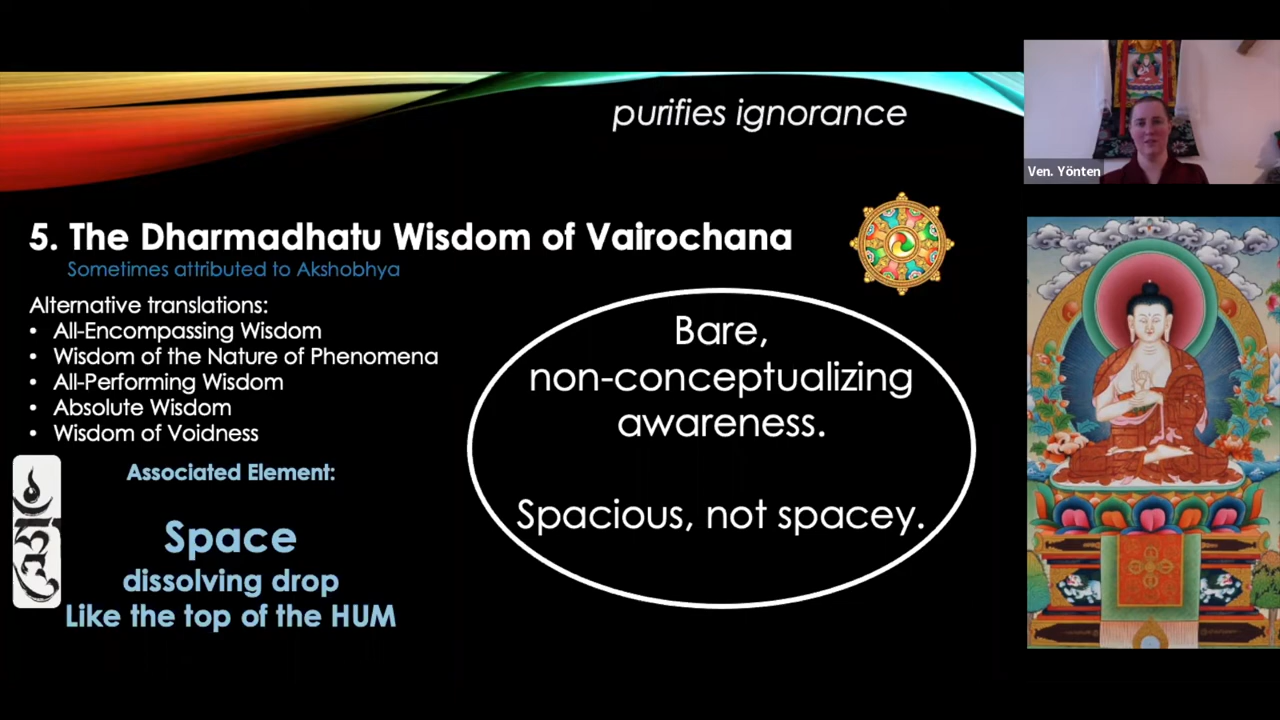 purifies ignorance
Ven. Yönten
5. The Dharmadhatu Wisdom of Vairochana
Sometimes attributed to Akshobhya
Alternative translations:
• All-Encompassing Wisdom
• Wisdom of the Nature of Phenomena
• All-Performing Wisdom
• Absolute Wisdom
• Wisdom of Voidness
Associated Element:
Space
dissolving drop
Like the top of the HUM
Bare,
non-conceptualizing
awareness.
Spacious, not spacey.